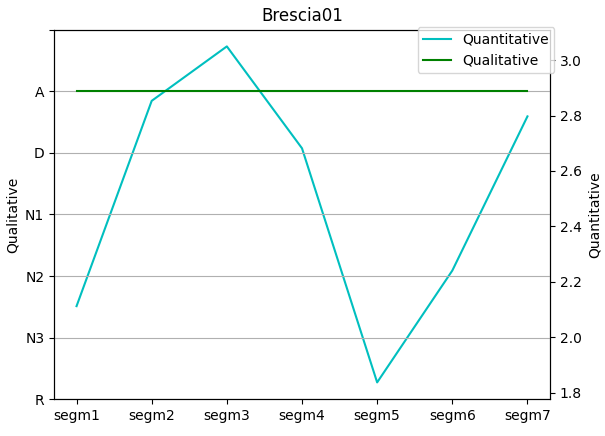 Brescia01
Quantitative
Qualitative
A
D
N1
N2
N3
R
Qualitative
3.0
2.8
2.6
2.4
2.2
2.0
1.8
Quantitative
segm1 segm2 segm3 segm4 segm5 segm6 segm7